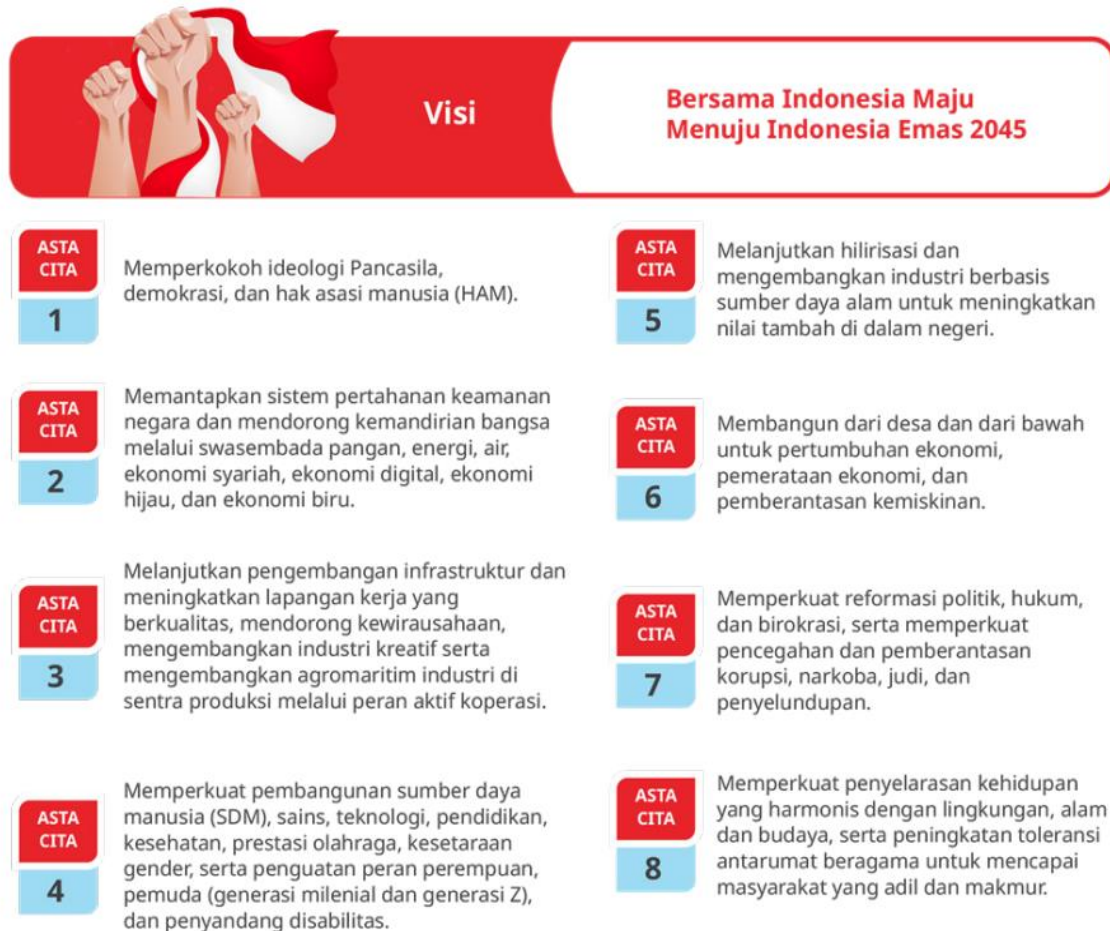 Visi
Bersama Indonesia Maju
Menuju Indonesia Emas 2045
ASTA
CITA
1
Memperkokoh ideologi Pancasila,
demokrasi, dan hak asasi manusia (HAM).
ASTA
CITA
2
Memantapkan sistem pertahanan keamanan
negara dan mendorong kemandirian bangsa
melalui swasembada pangan, energi, air,
ekonomi syariah, ekonomi digital, ekonomi
hijau, dan ekonomi biru.
ASTA
CITA
3
Melanjutkan pengembangan infrastruktur dan
meningkatkan lapangan kerja yang
berkualitas, mendorong kewirausahaan,
mengembangkan industri kreatif serta
mengembangkan agromaritim industri di
sentra produksi melalui peran aktif koperasi.
ASTA
CITA
4
Memperkuat pembangunan sumber daya
manusia (SDM), sains, teknologi, pendidikan,
kesehatan, prestasi olahraga, kesetaraan
gender, serta penguatan peran perempuan,
pemuda (generasi milenial dan generasi Z),
dan penyandang disabilitas.
ASTA
CITA
5
Melanjutkan hilirisasi dan
mengembangkan industri berbasis
sumber daya alam untuk meningkatkan
nilai tambah di dalam negeri.
ASTA
CITA
6
Membangun dari desa dan dari bawah
untuk pertumbuhan ekonomi,
pemerataan ekonomi, dan
pemberantasan kemiskinan.
ASTA
CITA
7
Memperkuat reformasi politik, hukum,
dan birokrasi, serta memperkuat
pencegahan dan pemberantasan
korupsi, narkoba, judi, dan
penyelundupan.
ASTA
CITA
8
Memperkuat penyelarasan kehidupan
yang harmonis dengan lingkungan, alam
dan budaya, serta peningkatan toleransi
antarumat beragama untuk mencapai
masyarakat yang adil dan makmur.